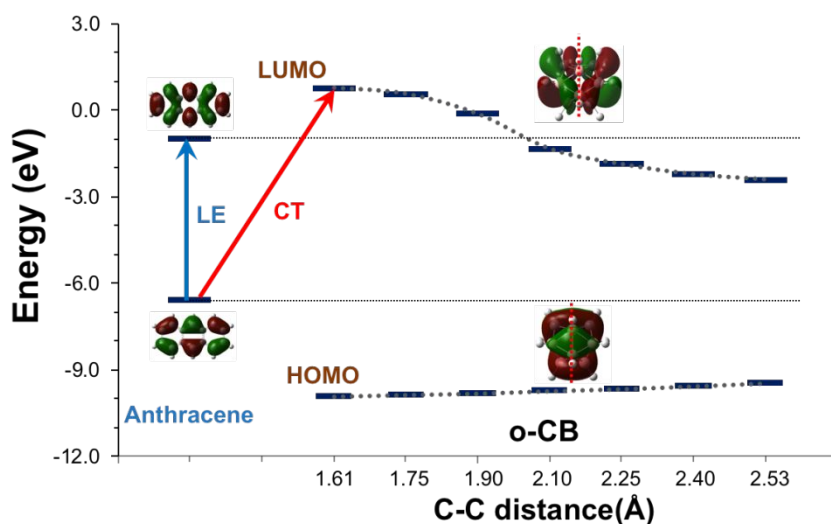 3.0
LUMO
0.0
LE
CT
-3.0
-6.0
HOMO
-9.0
Anthracene
o-CB
-12.0
1.61 1.75 1.90 2.10 2.25 2.40 2.53
C-C distance(Å)
Energy (eV)